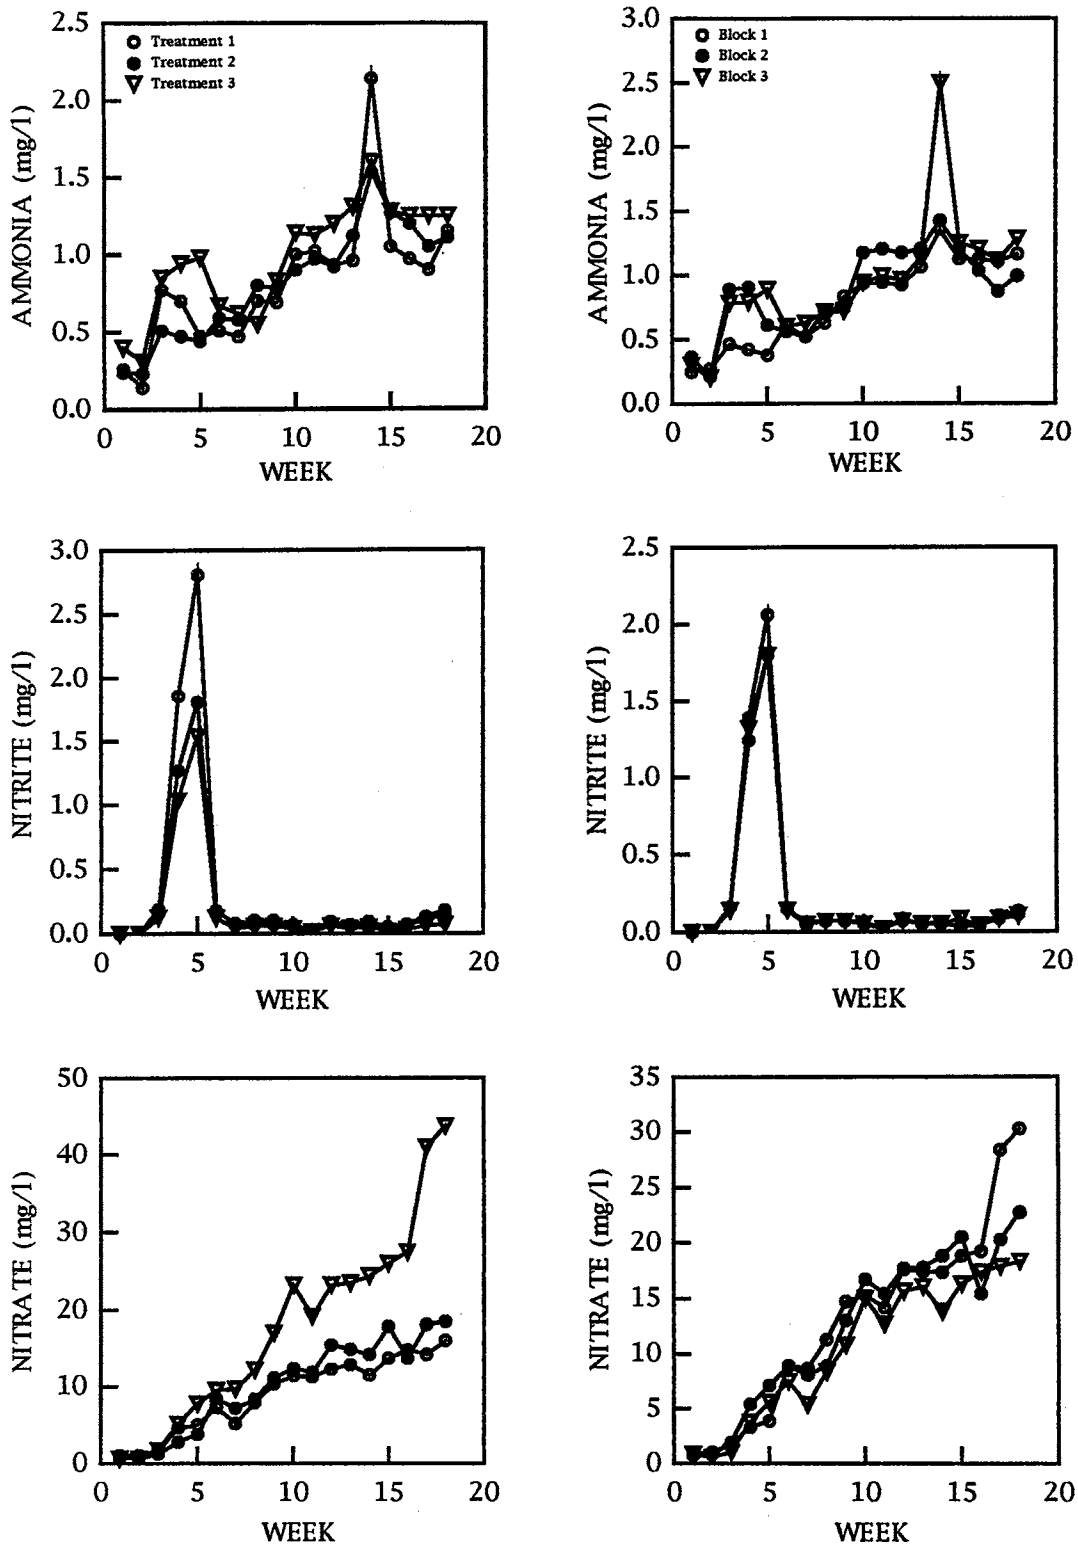 2.5
2.0
1.5
1.0
0.5
0.0
AMMONIA (mg/l)
Treatment 1
Treatment 2
Treatment 3
0 5 10 15 20
WEEK
3.0
2.5
2.0
1.5
1.0
0.5
0.0
AMMONIA (mg/l)
Block 1
Block 2
Block 3
0 5 10 15 20
WEEK
3.0
2.5
2.0
1.5
1.0
0.5
0.0
NITRITE (mg/l)
0 5 10 15 20
WEEK
2.5
2.0
1.5
1.0
0.5
0.0
NITRITE (mg/l)
0 5 10 15 20
WEEK
50
40
30
20
10
0
NITRATE (mg/l)
0 5 10 15 20
WEEK
35
30
25
20
15
10
5
0
NITRATE (mg/l)
0 5 10 15 20
WEEK